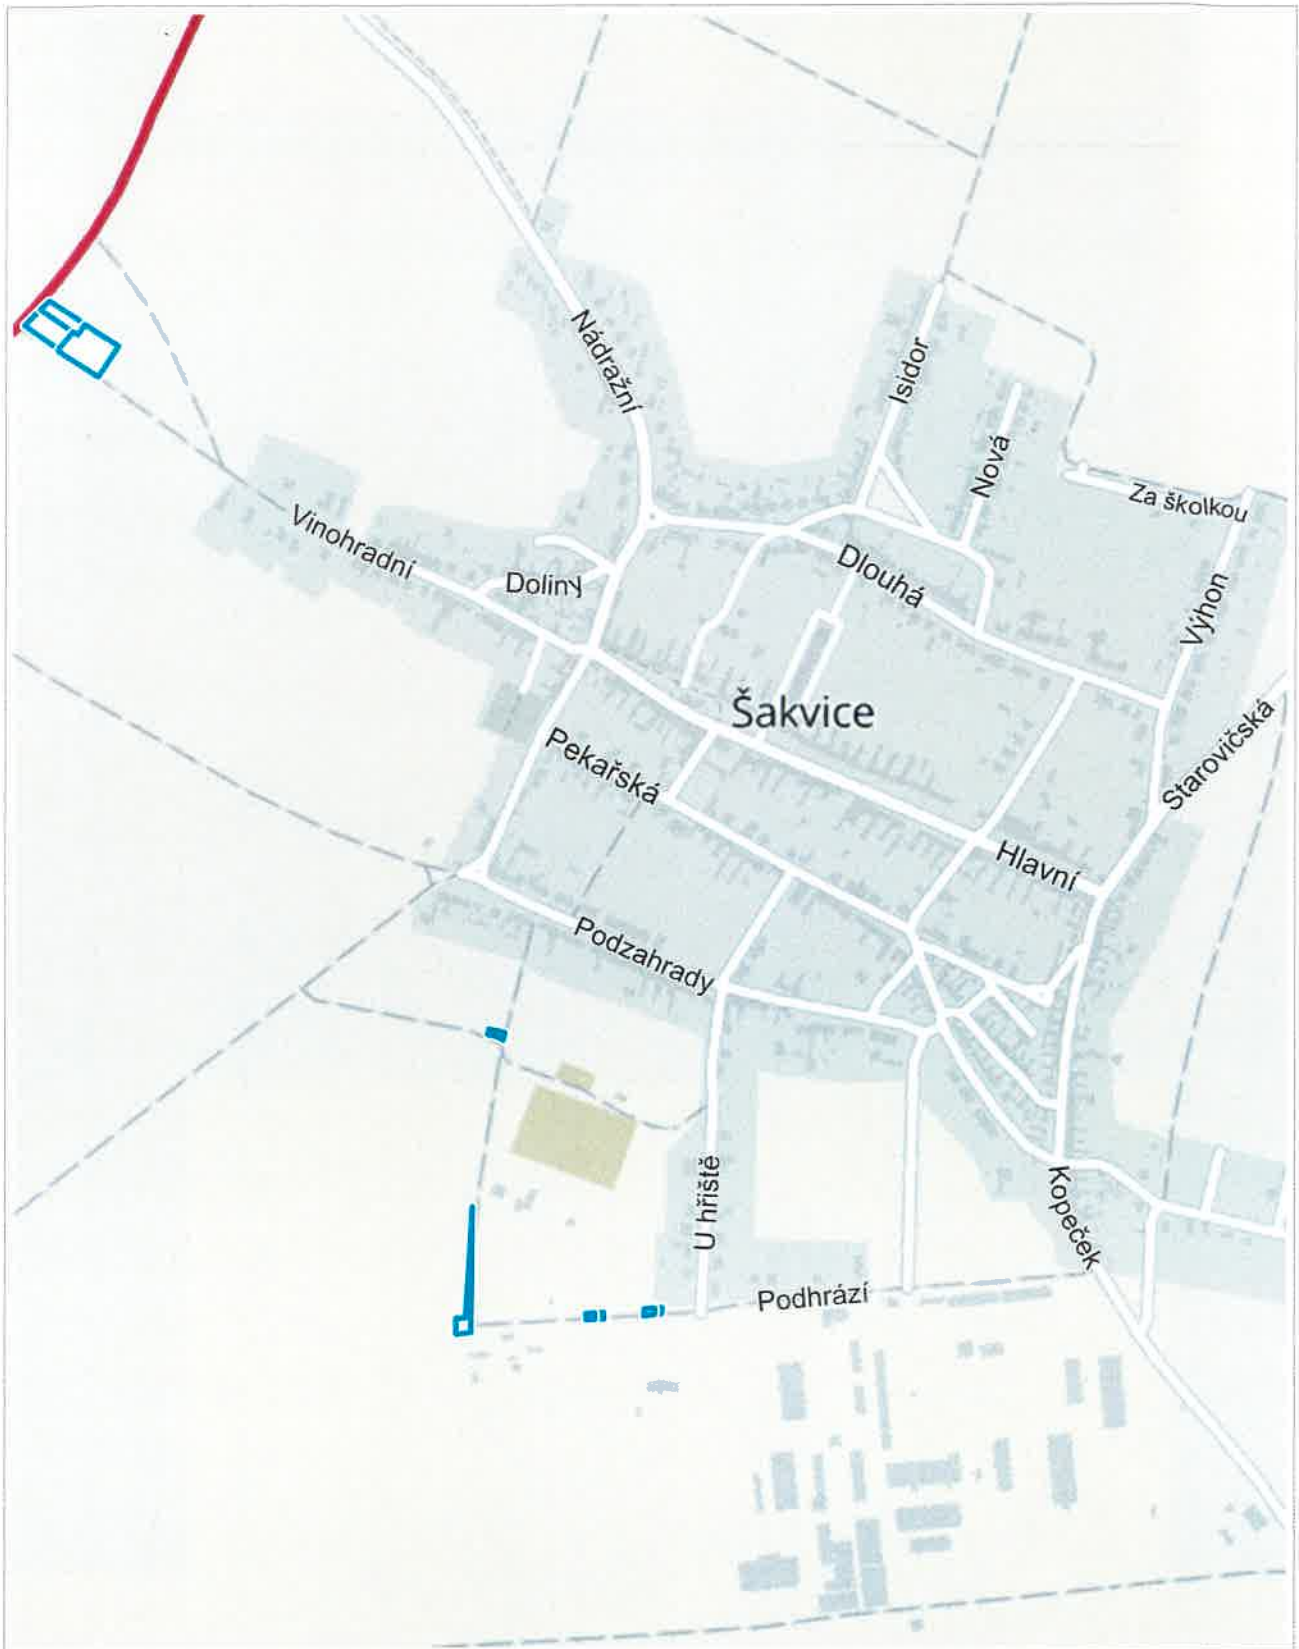 Nádražní
Isidor
Nová
Za školkou
Vinohradní
Doliny
Dlouhá
Výhon
Šakvice
Starovičská
Pekařská
Hlavní
Podzahrady
U hřiště
Kopeček
Podhrází